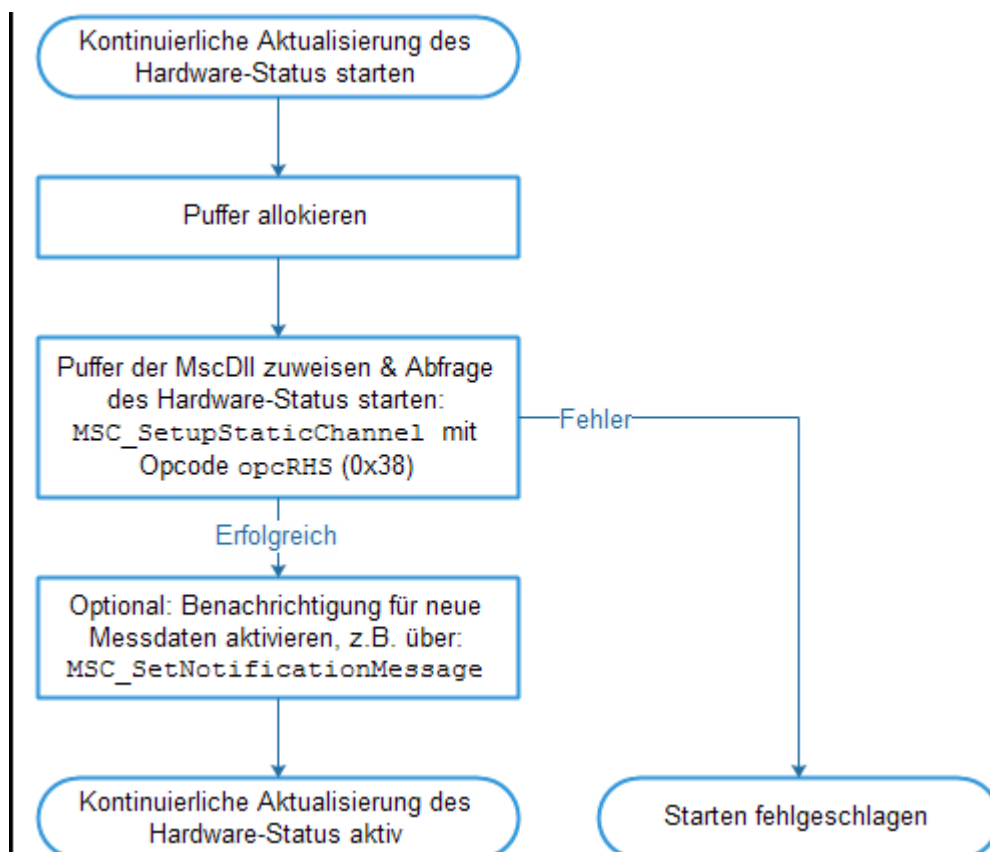 Kontinuierliche Aktualisierung des
Hardware-Status starten
Puffer allokieren
Puffer der MscDll zuweisen & Abfrage
des Hardware-Status starten:
MSC_SetupStaticChannel mit
Opcode opcRHS (0x38)
Fehler
Erfolgreich
Optional: Benachrichtigung für neue
Messdaten aktivieren, z.B. über:
MSC_SetNotificationMessage
Kontinuierliche Aktualisierung des
Hardware-Status aktiv
Starten fehlgeschlagen